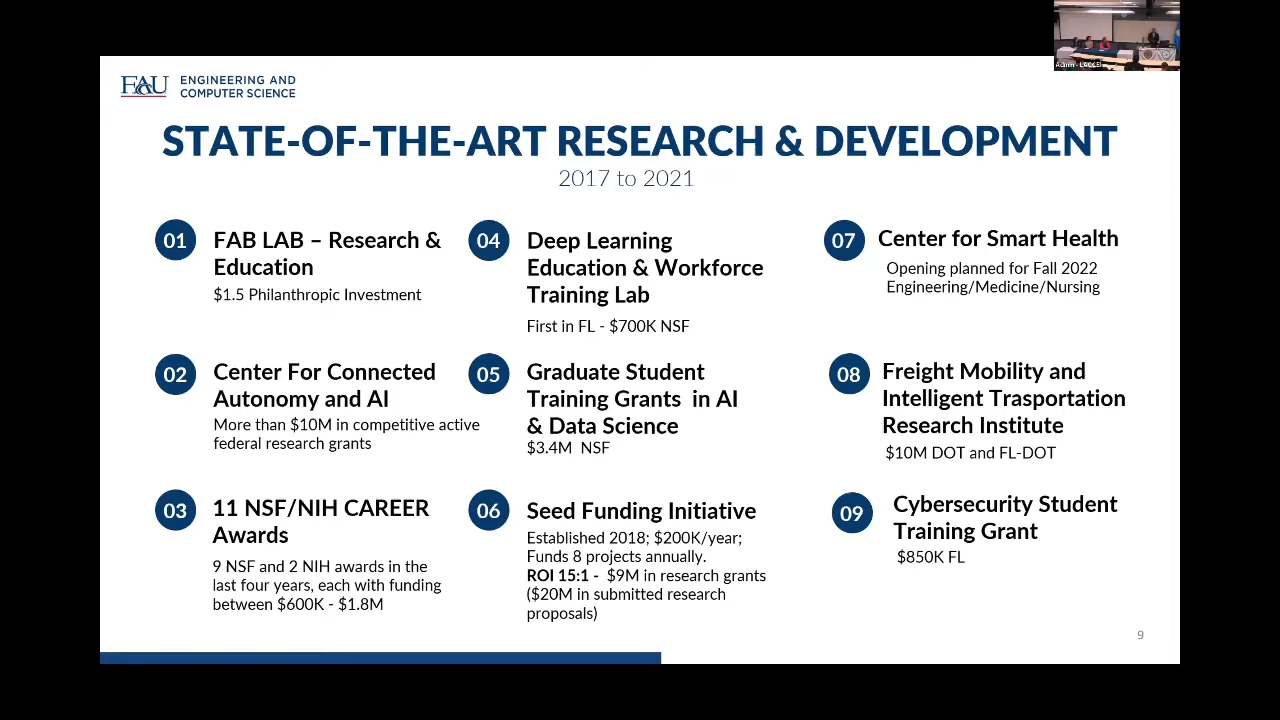 FAU ENGINEERING AND
COMPUTER SCIENCE
STATE-OF-THE-ART RESEARCH & DEVELOPMENT
2017 to 2021
01 FAB LAB – Research &
Education
$1.5 Philanthropic Investment
02 Center For Connected
Autonomy and AI
More than $10M in competitive active
federal research grants
03 11 NSF/NIH CAREER
Awards
9 NSF and 2 NIH awards in the
last four years, each with funding
between $600K - $1.8M
04 Deep Learning
Education & Workforce
Training Lab
First in FL - $700K NSF
05 Graduate Student
Training Grants in AI
& Data Science
$3.4M NSF
06 Seed Funding Initiative
Established 2018; $200K/year;
Funds 8 projects annually.
ROI 15:1 - $9M in research grants
($20M in submitted research
proposals)
07 Center for Smart Health
Opening planned for Fall 2022
Engineering/Medicine/Nursing
08 Freight Mobility and
Intelligent Trasportation
Research Institute
$10M DOT and FL-DOT
09 Cybersecurity Student
Training Grant
$850K FL
9
Admin - LACCEI